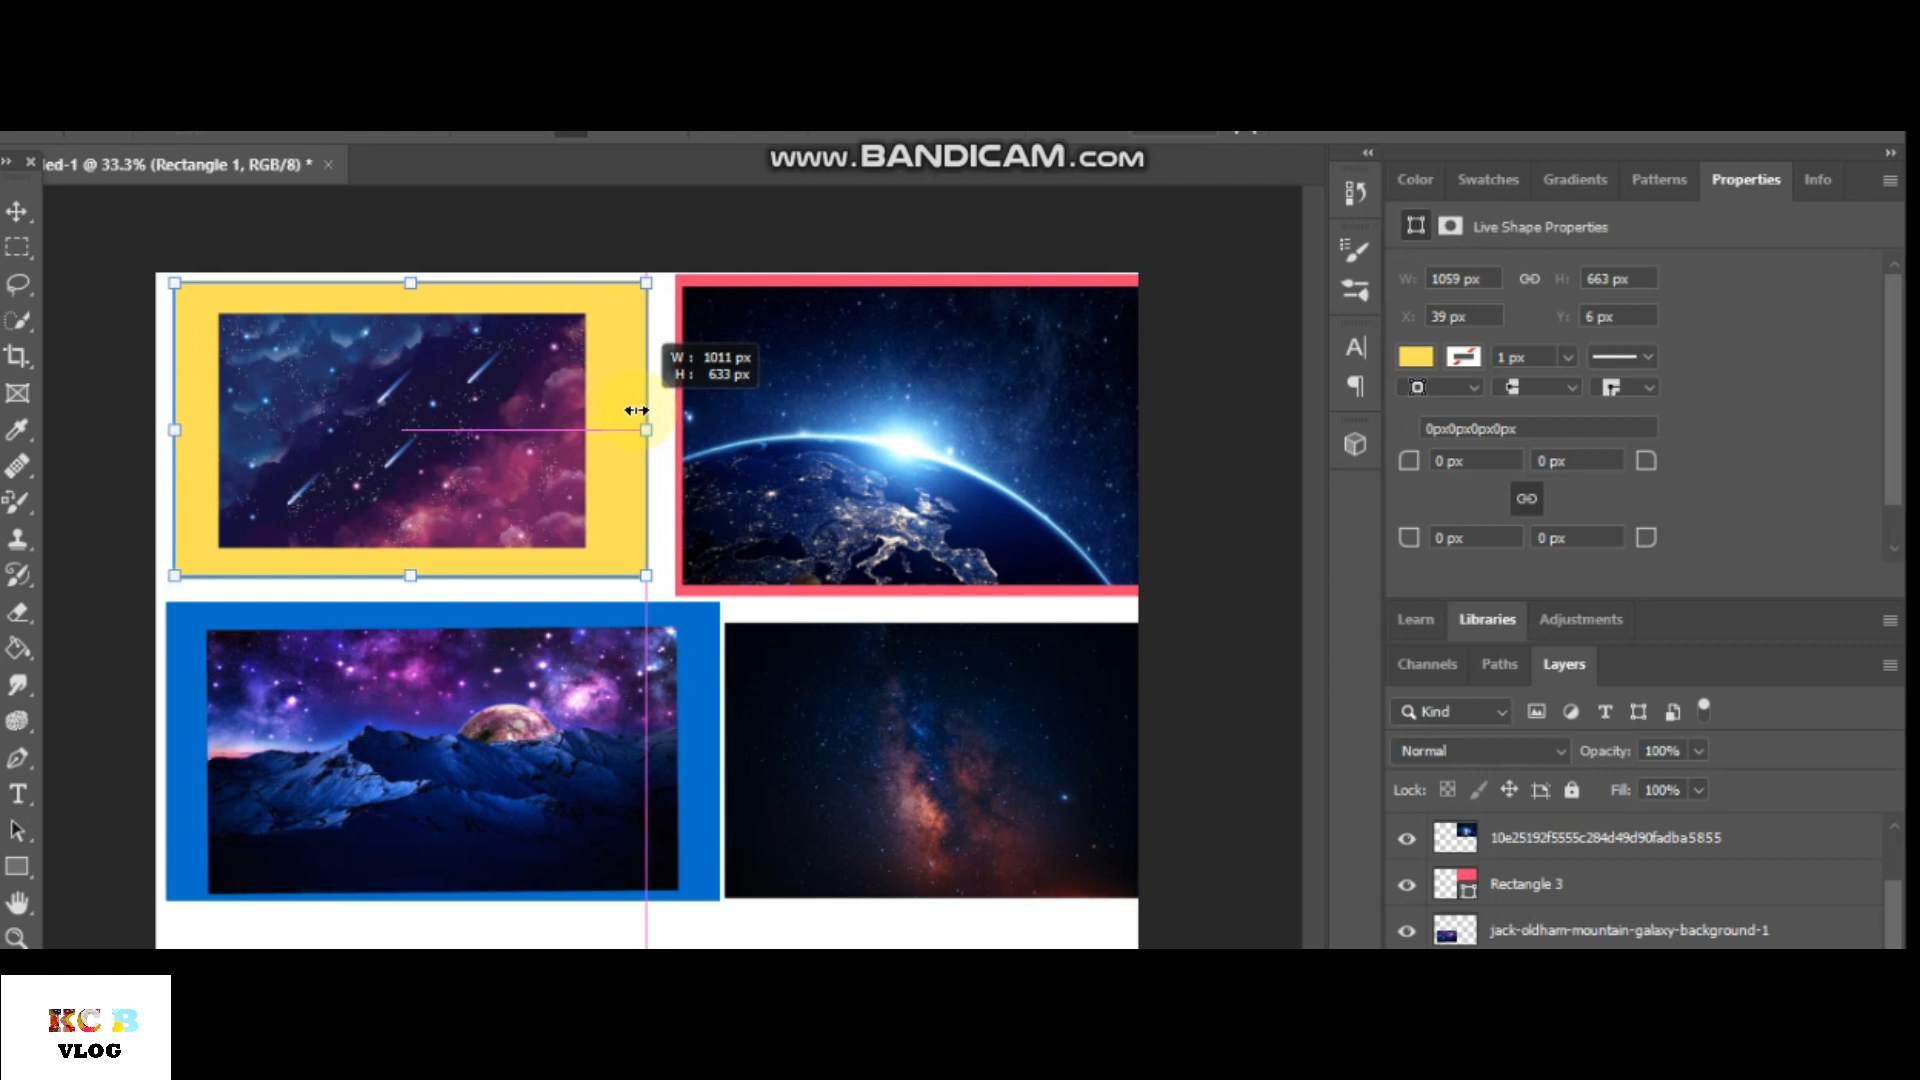 www.BANDICAM.com
led-1 @ 33.3% (Rectangle 1, RGB/8) *
Color Swatches Gradients Patterns Properties Info
Live Shape Properties
W: 1059 px H: 663 px
X: 39 px Y: 6 px
1 px
0px0px0px0px
0 px 0 px
0 px 0 px
W : 1011 px
H : 633 px
Learn Libraries Adjustments
Channels Paths Layers
Kind
Normal Opacity: 100%
Lock: Fill: 100%
10e25192f5555c284d49d90fadba5855
Rectangle 3
jack-oldham-mountain-galaxy-background-1
KC B
VLOG